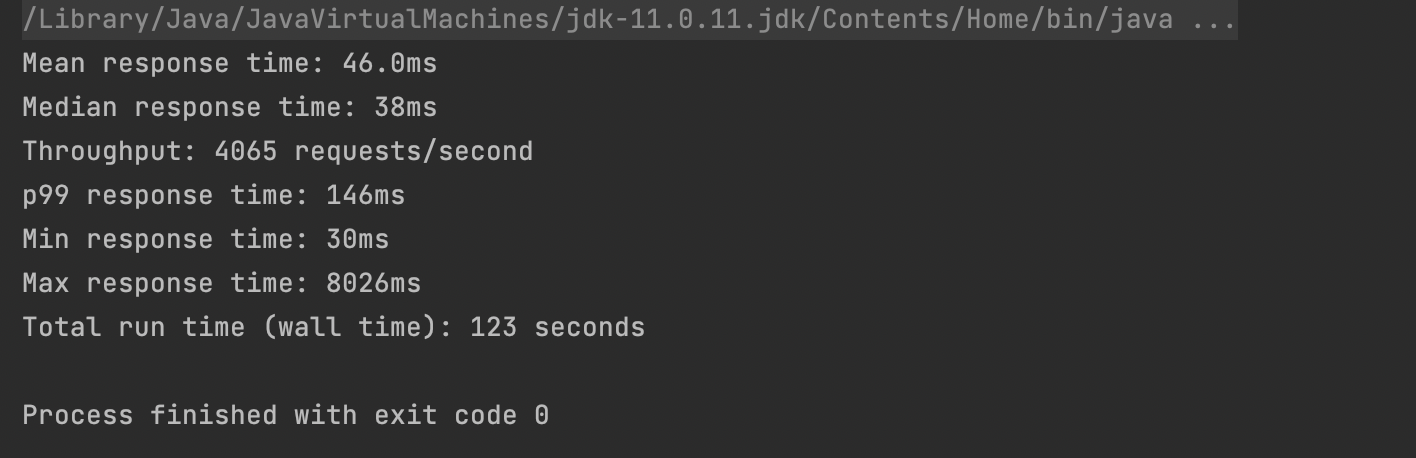 /Library/Java/JavaVirtualMachines/jdk-11.0.11.jdk/Contents/Home/bin/java ...
Mean response time: 46.0ms
Median response time: 38ms
Throughput: 4065 requests/second
p99 response time: 146ms
Min response time: 30ms
Max response time: 8026ms
Total run time (wall time): 123 seconds
Process finished with exit code 0